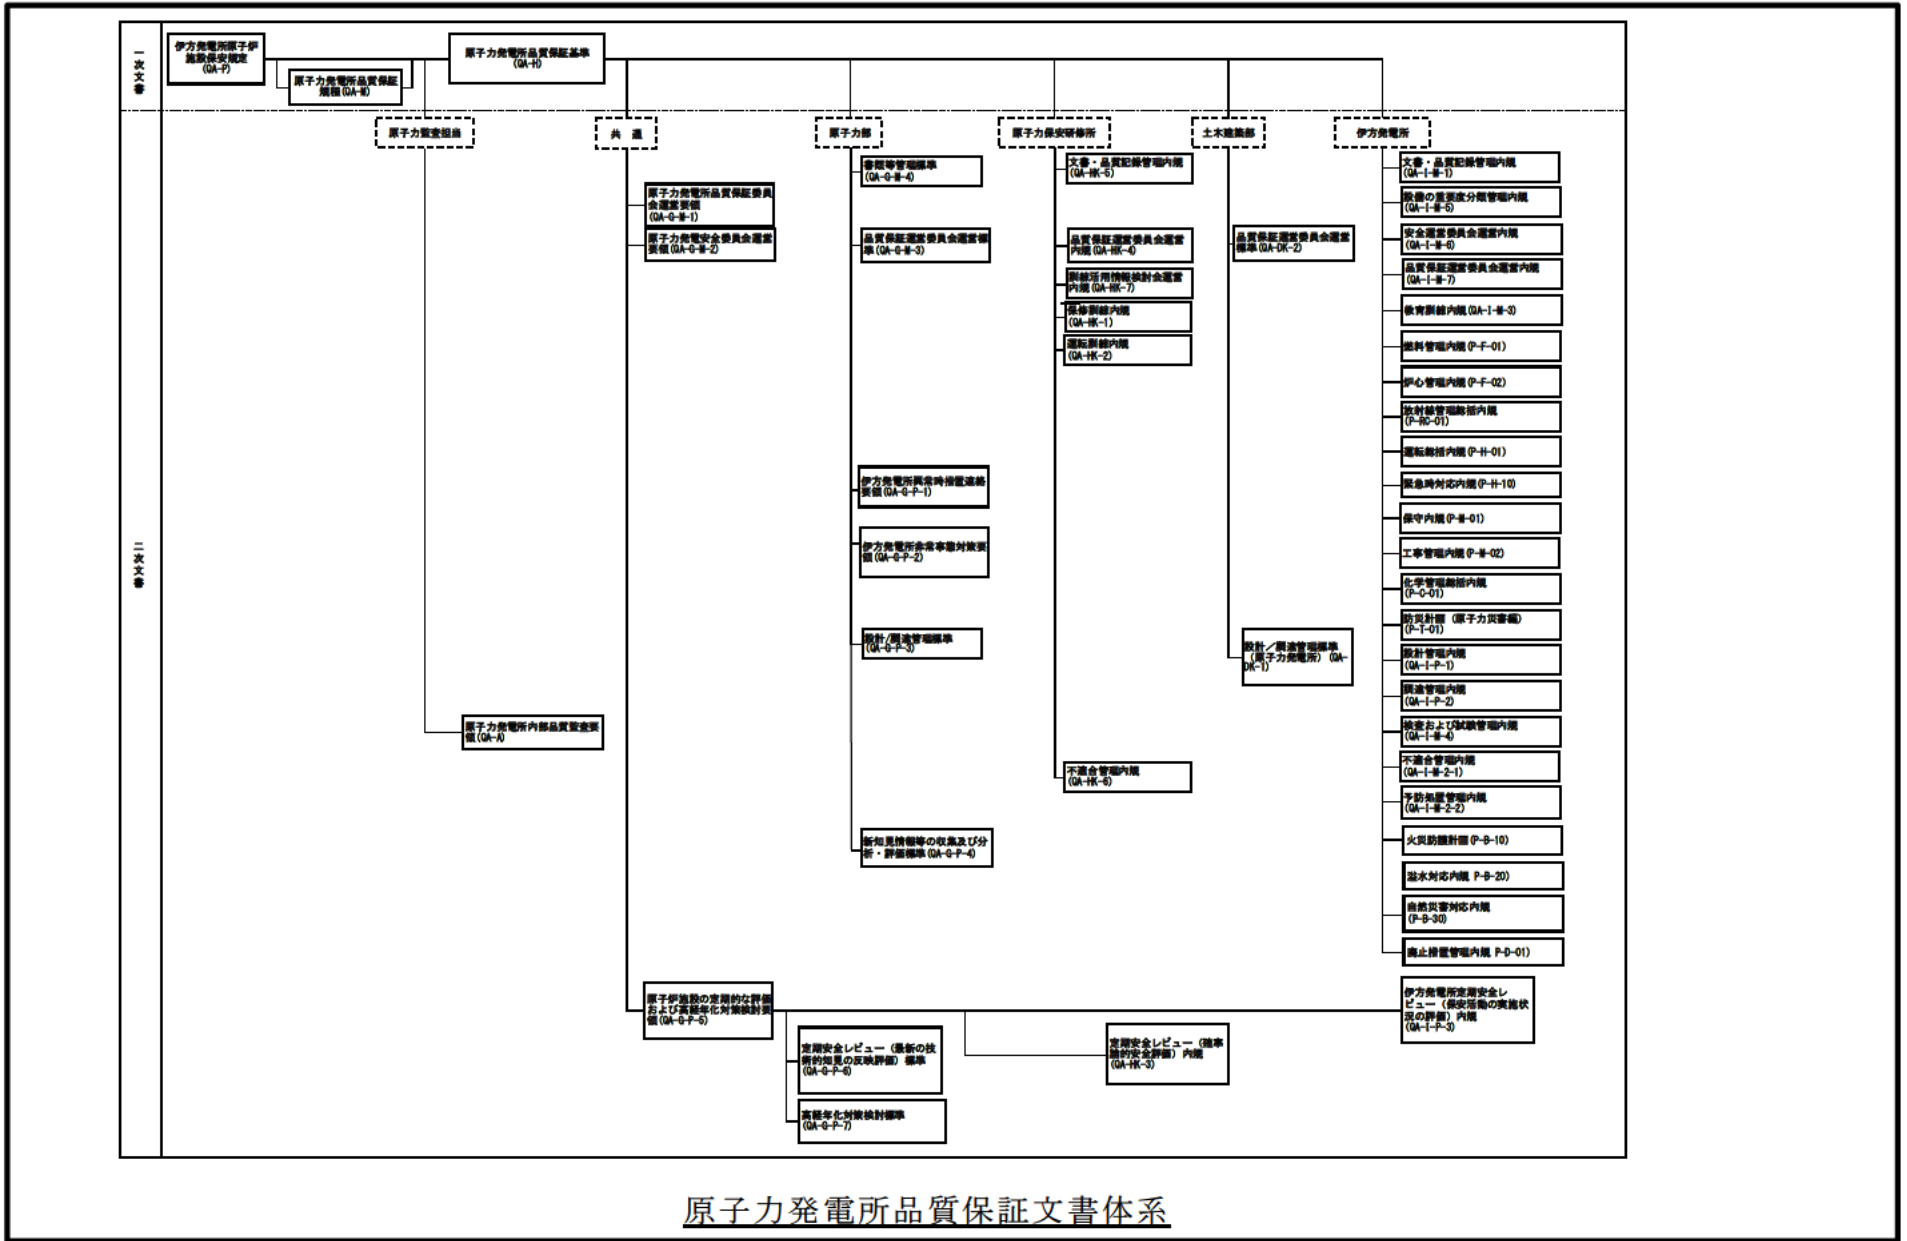 一次文書
伊方発電所原子炉
施設保安規定
(QA-P)
原子力発電所品質保証
規程(QA-M)
原子力発電所品質保証基準
(QA-H)
二次文書
原子力監査担当
原子力発電所内部品質監査要
領(QA-A)
共　通
原子力発電所品質保証委員
会運営要領
(QA-G-M-1)
原子力発電安全委員会運営
要領(QA-G-M-2)
原子炉施設の定期的な評価
および高経年化対策検討要
領(QA-G-P-5)
定期安全レビュー（最新の技
術的知見の反映評価）標準
(QA-G-P-6)
高経年化対策検討標準
(QA-G-P-7)
原子力部
書類等管理標準
(QA-G-M-4)
品質保証運営委員会運営標
準(QA-G-M-3)
伊方発電所異常時措置連絡
要領(QA-G-P-1)
伊方発電所非常事態対策要
領(QA-G-P-2)
設計/調達管理標準
(QA-G-P-3)
新知見情報等の収集及び分
析・評価標準(QA-G-P-4)
原子力保安研修所
文書・品質記録管理内規
(QA-HK-5)
品質保証運営委員会運営
内規(QA-HK-4)
訓練活用情報検討会運営
内規(QA-HK-7)
保修訓練内規
(QA-HK-1)
運転訓練内規
(QA-HK-2)
不適合管理内規
(QA-HK-6)
定期安全レビュー（確率
論的安全評価）内規
(QA-HK-3)
土木建築部
品質保証運営委員会運営
標準(QA-DK-2)
設計／調達管理標準
（原子力発電所）(QA-
DK-1)
伊方発電所
文書・品質記録管理内規
(QA-I-M-1)
設備の重要度分類管理内規
(QA-I-M-5)
安全運営委員会運営内規
(QA-I-M-6)
品質保証運営委員会運営内規
(QA-I-M-7)
教育訓練内規(QA-I-M-3)
燃料管理内規(P-F-01)
炉心管理内規(P-F-02)
放射線管理総括内規
(P-RC-01)
運転総括内規(P-H-01)
緊急時対応内規(P-H-10)
保守内規(P-M-01)
工事管理内規(P-M-02)
化学管理総括内規
(P-C-01)
防災計画（原子力災害編）
(P-T-01)
設計管理内規
(QA-I-P-1)
調達管理内規
(QA-I-P-2)
検査および試験管理内規
(QA-I-M-4)
不適合管理内規
(QA-I-M-2-1)
予防処置管理内規
(QA-I-M-2-2)
火災防護計画(P-B-10)
溢水対応内規 P-B-20)
自然災害対応内規
(P-B-30)
廃止措置管理内規 P-D-01)
伊方発電所定期安全レ
ビュー（保安活動の実施状
況の評価）内規
(QA-I-P-3)
原子力発電所品質保証文書体系